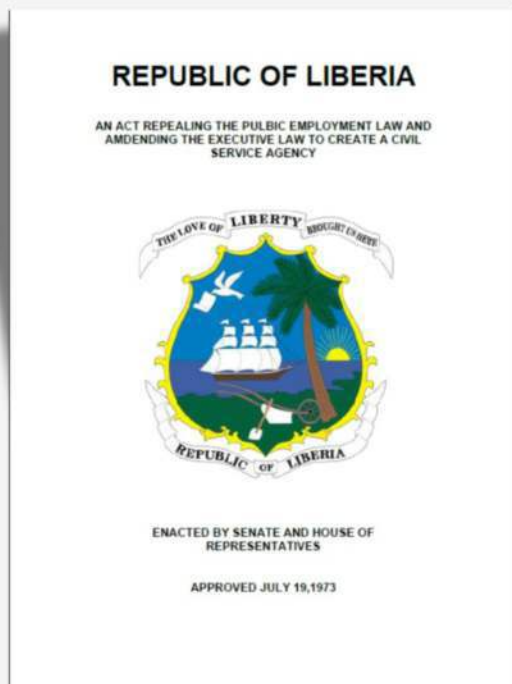 REPUBLIC OF LIBERIA
AN ACT REPEALING THE PULBIC EMPLOYMENT LAW AND
AMDENDING THE EXECUTIVE LAW TO CREATE A CIVIL
SERVICE AGENCY
THE LOVE OF LIBERTY BROUGHT US HERE
REPUBLIC OF LIBERIA
ENACTED BY SENATE AND HOUSE OF
REPRESENTATIVES
APPROVED JULY 19,1973